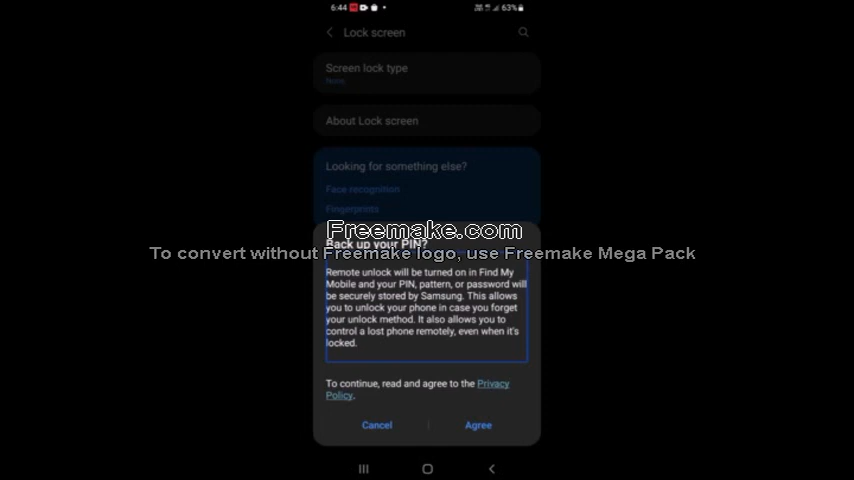 6:44
63%
Lock screen
Screen lock type
None
About Lock screen
Looking for something else?
Face recognition
Fingerprints
Freemake.com
Back up your PIN?
To convert without Freemake logo, use Freemake Mega Pack
Remote unlock will be turned on in Find My
Mobile and your PIN, pattern, or password will
be securely stored by Samsung. This allows
you to unlock your phone in case you forget
your unlock method. It also allows you to
control a lost phone remotely, even when it's
locked.
To continue, read and agree to the Privacy
Policy.
Cancel
Agree